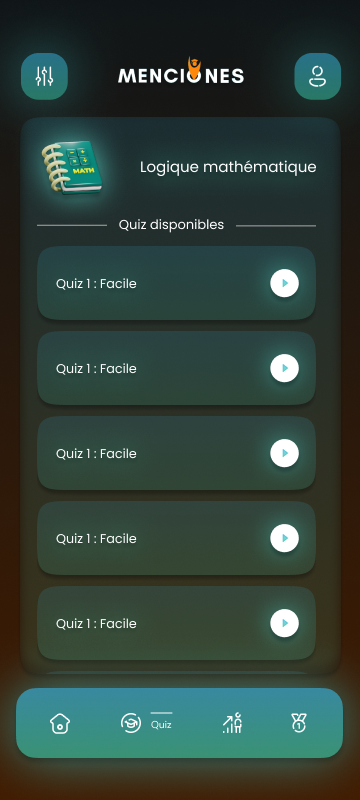 MENCIONES
MATH
Logique mathématique
Quiz disponibles
Quiz 1 : Facile
Quiz 1 : Facile
Quiz 1 : Facile
Quiz 1 : Facile
Quiz 1 : Facile
Quiz
1